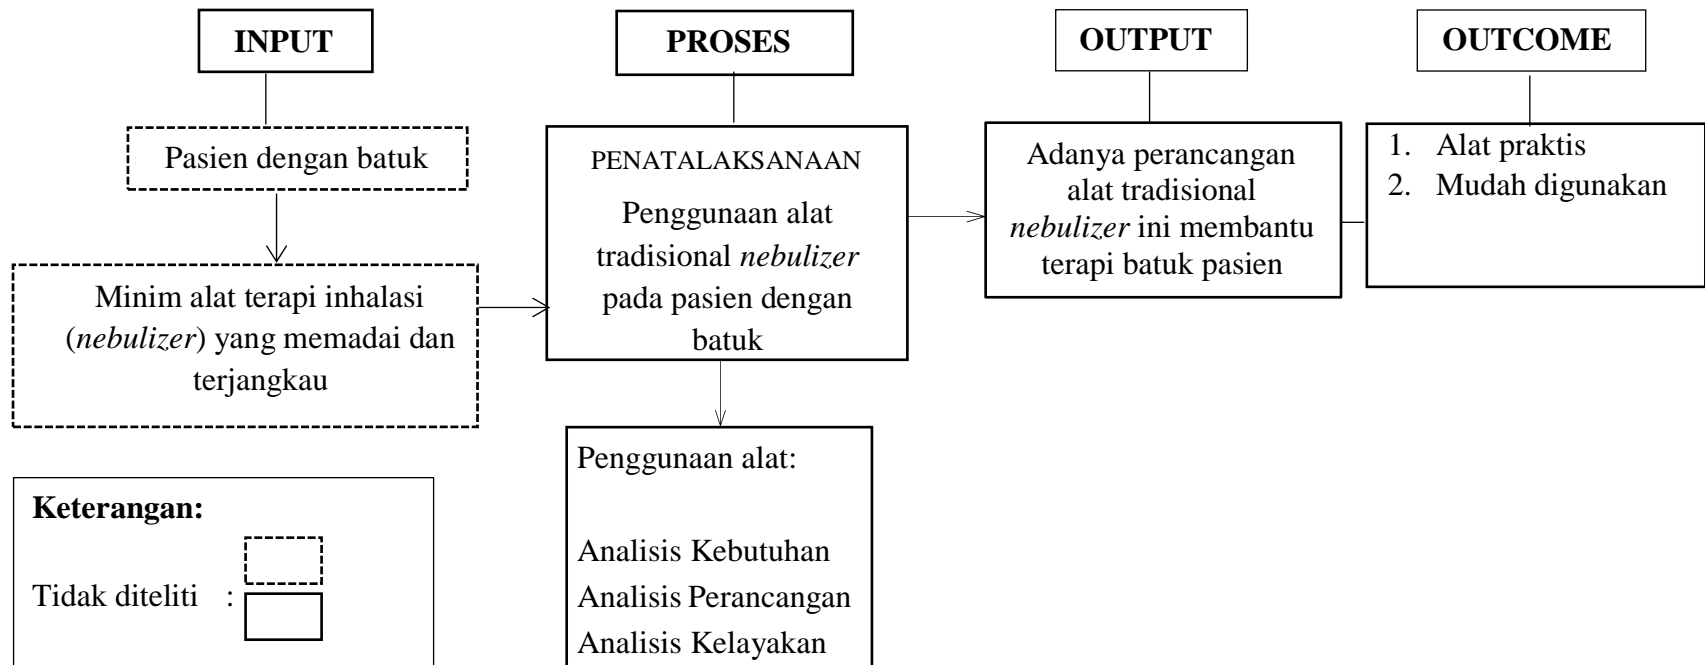 INPUT
PROSES
OUTPUT
OUTCOME
Pasien dengan batuk
Minim alat terapi inhalasi
(nebulizer) yang memadai dan
terjangkau
PENATALAKSANAAN
Penggunaan alat
tradisional nebulizer
pada pasien dengan
batuk
Adanya perancangan
alat tradisional
nebulizer ini membantu
terapi batuk pasien
1. Alat praktis
2. Mudah digunakan
Penggunaan alat:
Analisis Kebutuhan
Analisis Perancangan
Analisis Kelayakan
Keterangan:
Tidak diteliti :